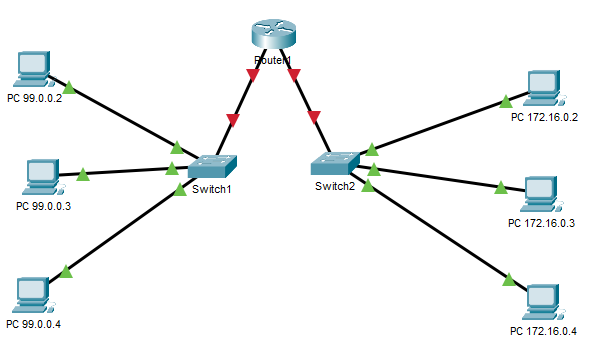 Router1
PC 99.0.0.2
PC 172.16.0.2
Switch1
Switch2
PC 99.0.0.3
PC 172.16.0.3
PC 99.0.0.4
PC 172.16.0.4